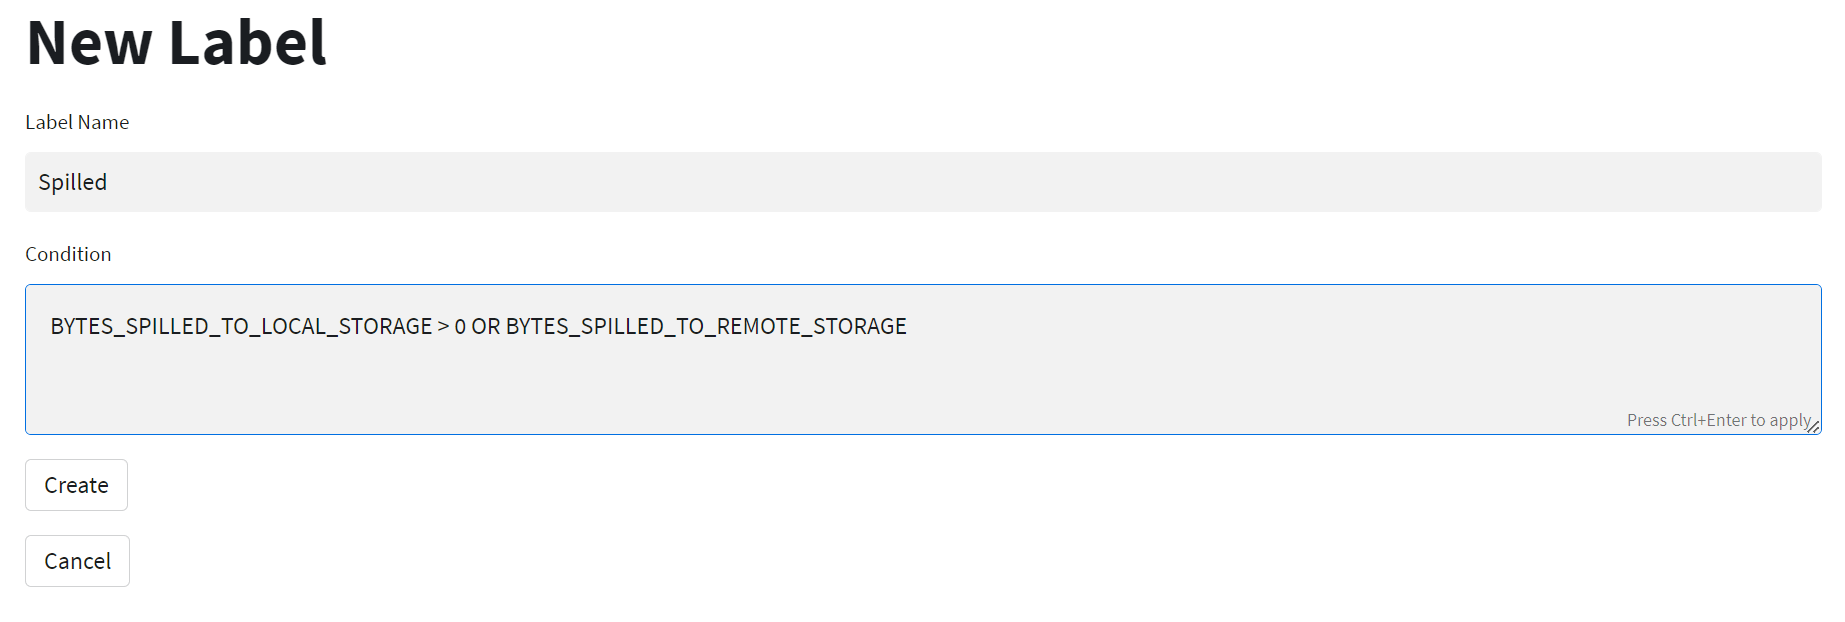 New Label
Label Name
Spilled
Condition
BYTES_SPILLED_TO_LOCAL_STORAGE > 0 OR BYTES_SPILLED_TO_REMOTE_STORAGE
Press Ctrl+Enter to apply
Create
Cancel